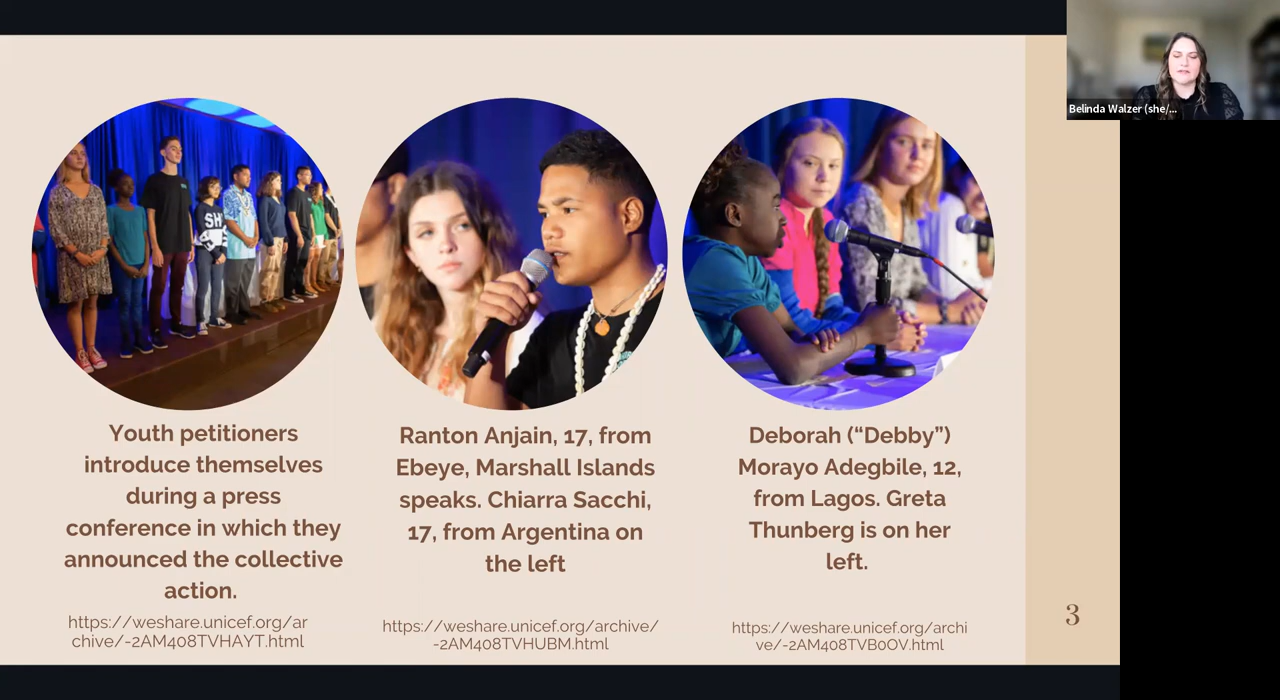 Belinda Walzer (she/...
SH
Youth petitioners
introduce themselves
during a press
conference in which they
announced the collective
action.
https://weshare.unicef.org/ar
chive/-2AM408TVHAYT.html
Ranton Anjain, 17, from
Ebeye, Marshall Islands
speaks. Chiarra Sacchi,
17, from Argentina on
the left
https://weshare.unicef.org/archive/
-2AM408TVHUBM.html
Deborah (“Debby”)
Morayo Adegbile, 12,
from Lagos. Greta
Thunberg is on her
left.
https://weshare.unicef.org/archi
ve/-2AM408TVB0OV.html
3